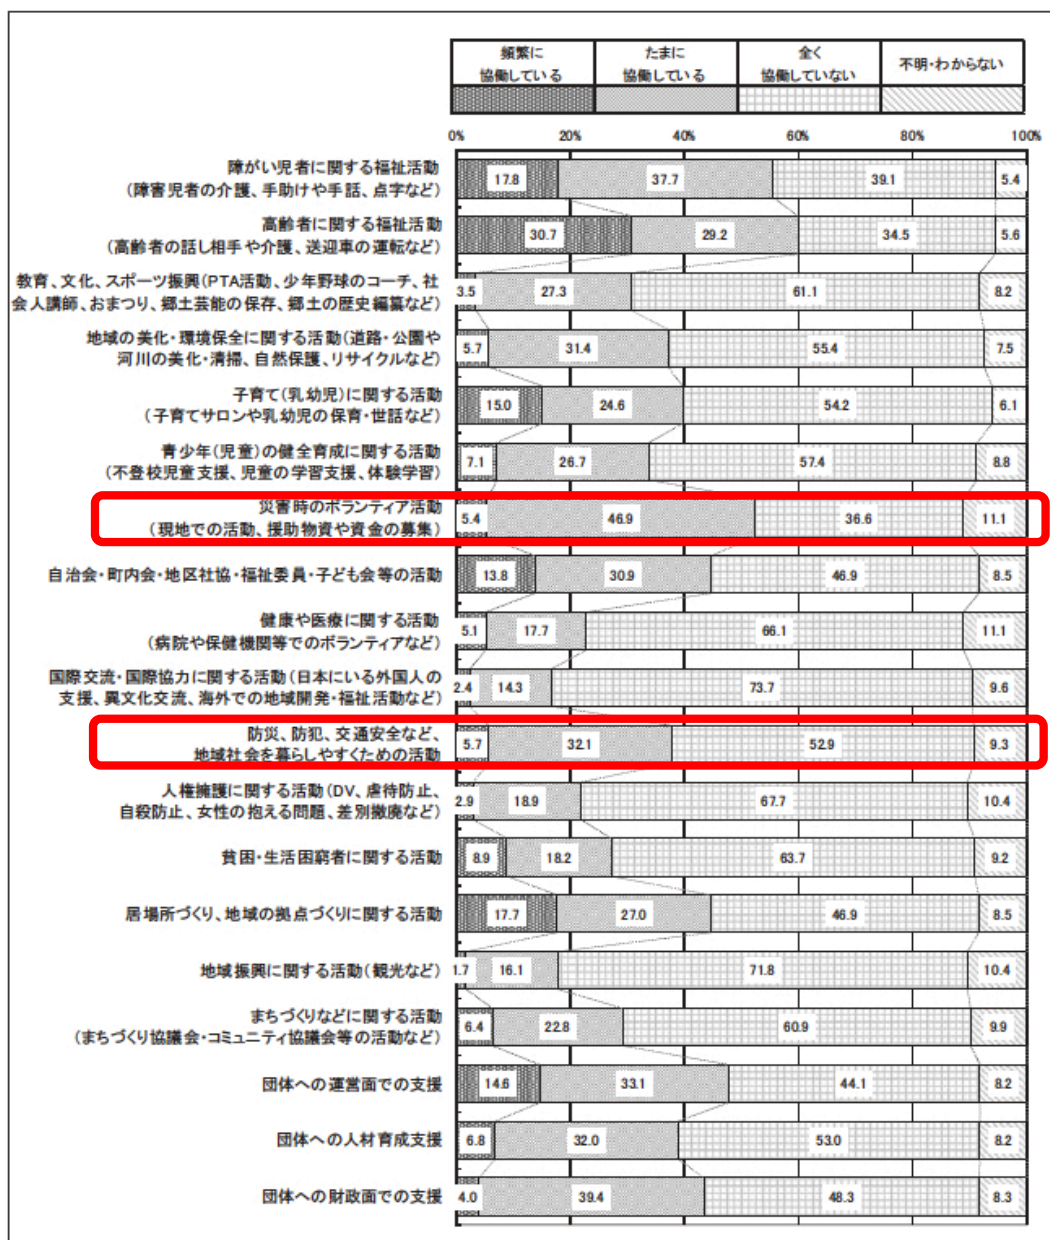 頻繁に
協働している
たまに
協働している
全く
協働していない
不明・わからない
0% 20% 40% 60% 80% 100%
障がい児者に関する福祉活動
(障害児者の介護、手助けや手話、点字など)
17.8 37.7 39.1 5.4
高齢者に関する福祉活動
(高齢者の話し相手や介護、送迎車の運転など)
30.7 29.2 34.5 5.6
教育、文化、スポーツ振興(PTA活動、少年野球のコーチ、社
会人講師、おまつり、郷土芸能の保存、郷土の歴史編纂など)
3.5 27.3 61.1 8.2
地域の美化・環境保全に関する活動(道路・公園や
河川の美化・清掃、自然保護、リサイクルなど)
5.7 31.4 55.4 7.5
子育て(乳幼児)に関する活動
(子育てサロンや乳幼児の保育・世話など)
15.0 24.6 54.2 6.1
青少年(児童)の健全育成に関する活動
(不登校児童支援、児童の学習支援、体験学習)
7.1 26.7 57.4 8.8
災害時のボランティア活動
(現地での活動、援助物資や資金の募集)
5.4 46.9 36.6 11.1
自治会・町内会・地区社協・福祉委員・子ども会等の活動
13.8 30.9 46.9 8.5
健康や医療に関する活動
(病院や保健機関等でのボランティアなど)
5.1 17.7 66.1 11.1
国際交流・国際協力に関する活動(日本にいる外国人の
支援、異文化交流、海外での地域開発・福祉活動など)
2.4 14.3 73.7 9.6
防災、防犯、交通安全など、
地域社会を暮らしやすくための活動
5.7 32.1 52.9 9.3
人権擁護に関する活動(DV、虐待防止、
自殺防止、女性の抱える問題、差別撤廃など)
2.9 18.9 67.7 10.4
貧困・生活困窮者に関する活動
8.9 18.2 63.7 9.2
居場所づくり、地域の拠点づくりに関する活動
17.7 27.0 46.9 8.5
地域振興に関する活動(観光など)
1.7 16.1 71.8 10.4
まちづくりなどに関する活動
(まちづくり協議会・コミュニティ協議会等の活動など)
6.4 22.8 60.9 9.9
団体への運営面での支援
14.6 33.1 44.1 8.2
団体への人材育成支援
6.8 32.0 53.0 8.2
団体への財政面での支援
4.0 39.4 48.3 8.3